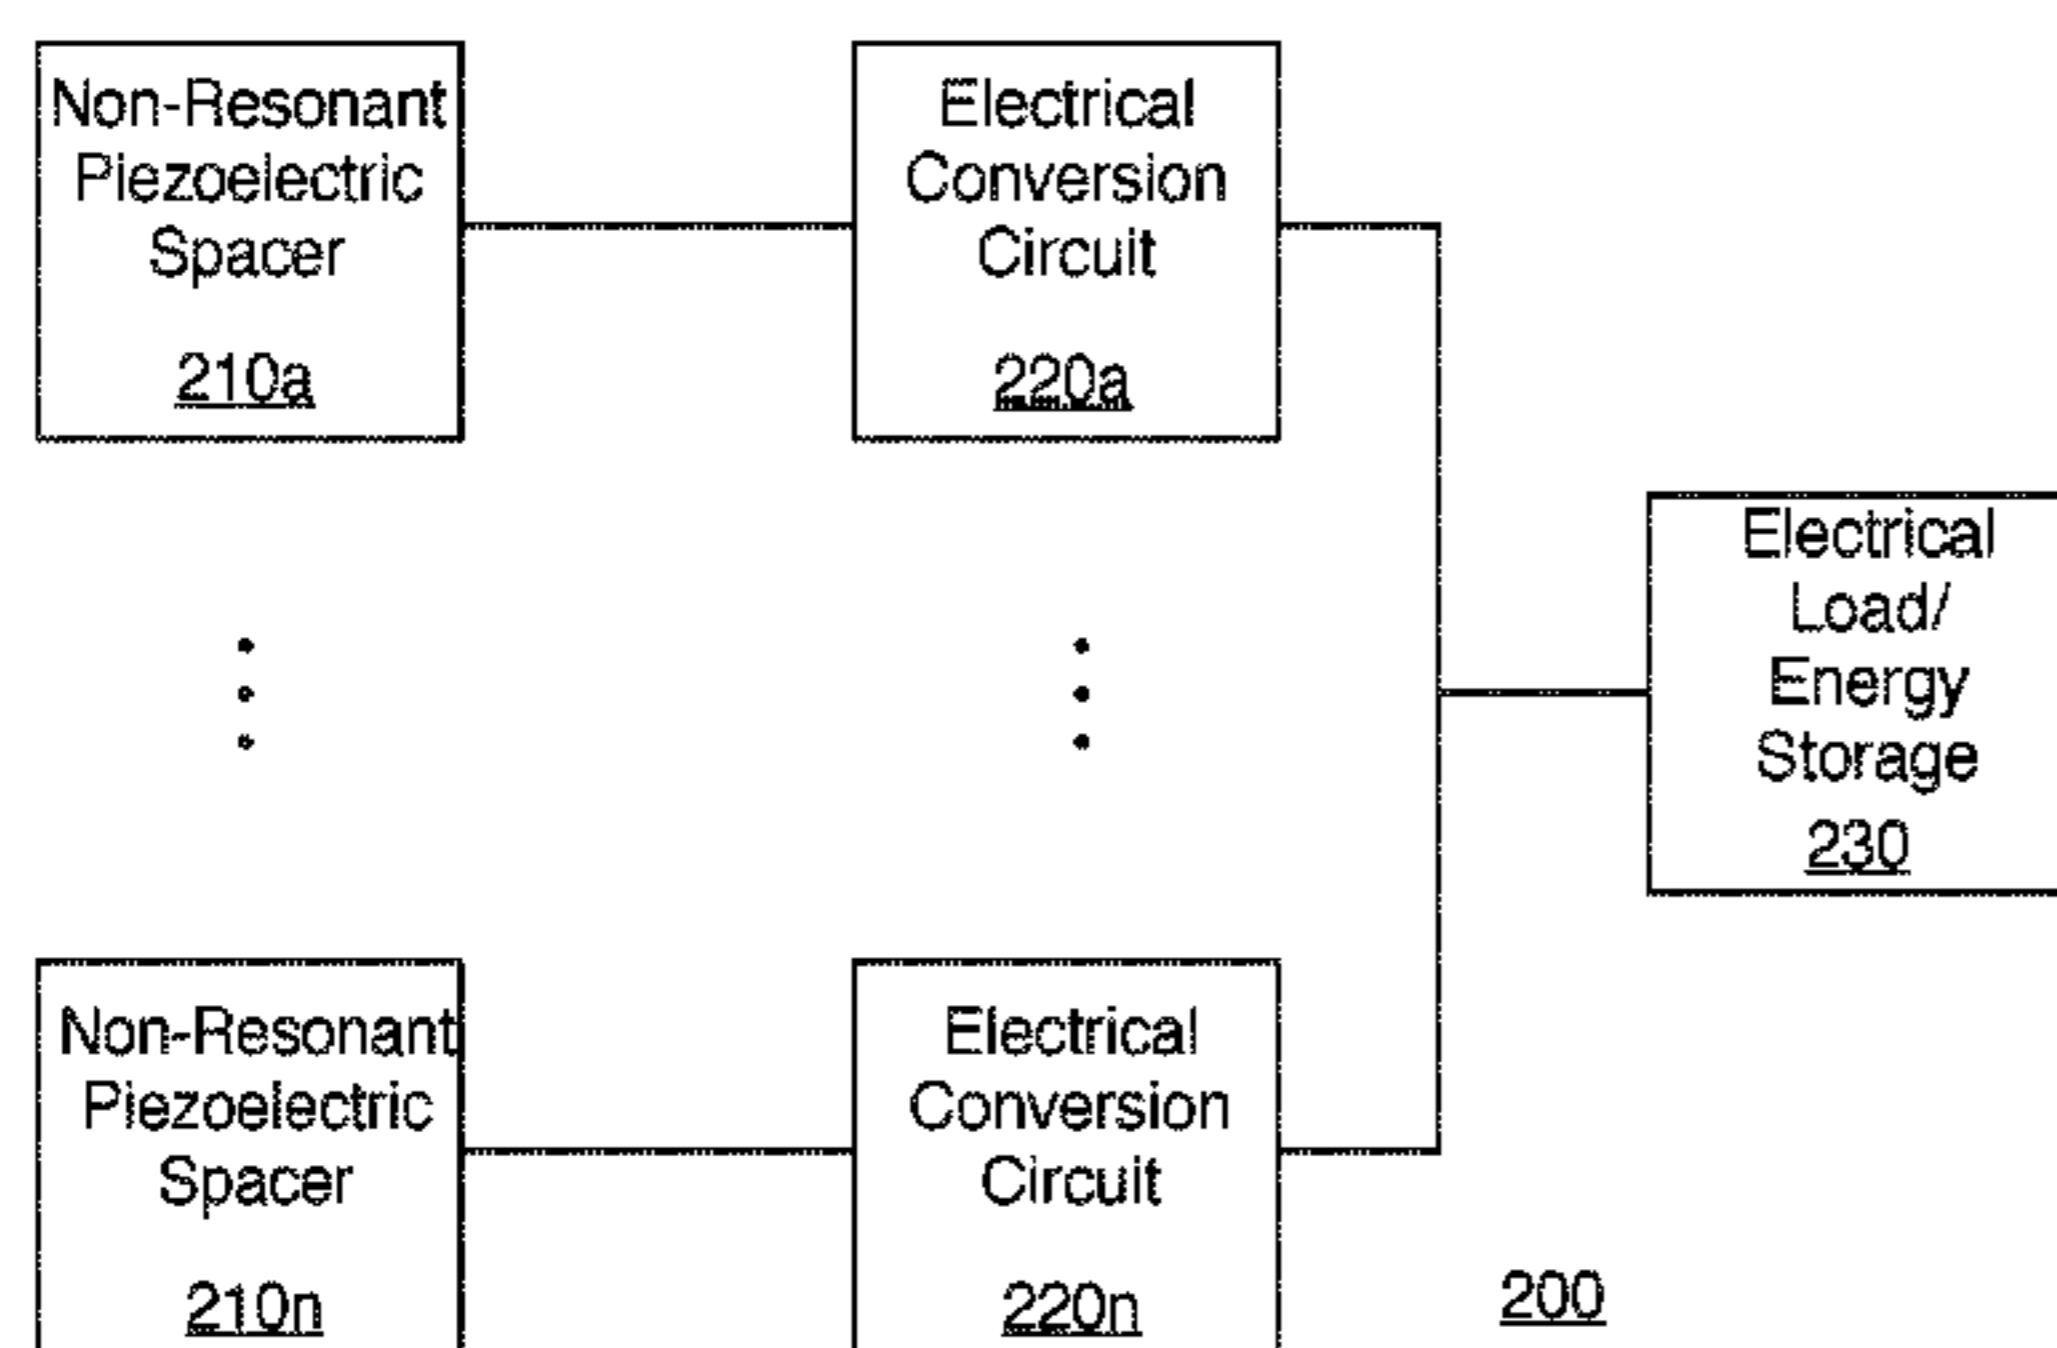 Non-Resonant
Piezoelectric
Spacer
210a
Electrical
Conversion
Circuit
220a
Electrical
Load/
Energy
Storage
230
Non-Resonant
Piezoelectric
Spacer
210n
Electrical
Conversion
Circuit
220n
200